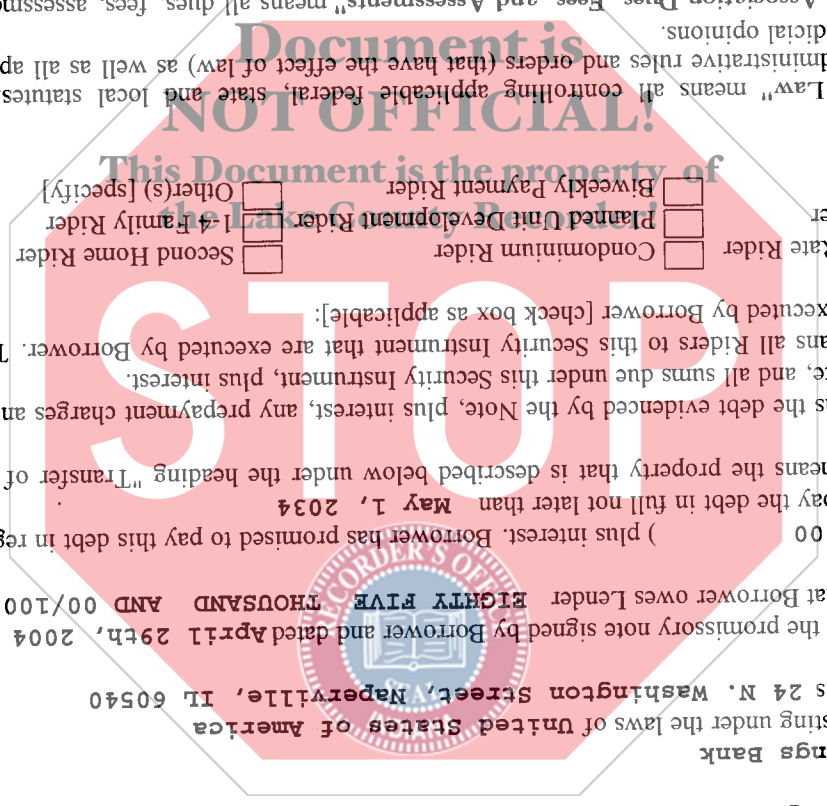 ngs Bank
sting under the laws of United States of America
s 24 N. Washington Street, Naperville, IL 60540
the promissory note signed by Borrower and dated April 29th, 2004
at Borrower owes Lender EIGHTY FIVE THOUSAND AND 00/100
00 ) plus interest. Borrower has promised to pay this debt in reg
pay the debt in full not later than May 1, 2034 .
neans the property that is described below under the heading "Transfer of
ns the debt evidenced by the Note, plus interest, any prepayment charges an
te, and all sums due under this Security Instrument, plus interest.
ans all Riders to this Security Instrument that are executed by Borrower. T
xecuted by Borrower [check box as applicable]:
Rate Rider Condominium Rider Second Home Rider
er Planned Unit Development Rider 1-4 Family Rider
Biweekly Payment Rider Other(s) [specify]
Law" means all controlling applicable federal, state and local statutes,
dministrative rules and orders (that have the effect of law) as well as all ap
dicial opinions.
Association Dues, Fees, and Assessments" means all dues, fees, assessm
Document is
NOT OFFICIAL!
This Document is the property of
the Lake County Recorder!
STOP
RECORDER'S OFFI
SEAL
INDIANA